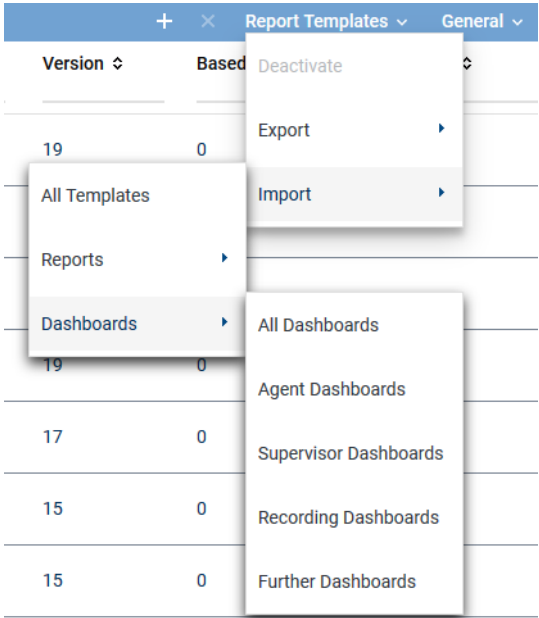 + × Report Templates General
Version Based
Deactivate
Export
19 0
Import
All Templates
Reports
Dashboards
All Dashboards
19 0
Agent Dashboards
17 0
Supervisor Dashboards
15 0
Recording Dashboards
15 0
Further Dashboards